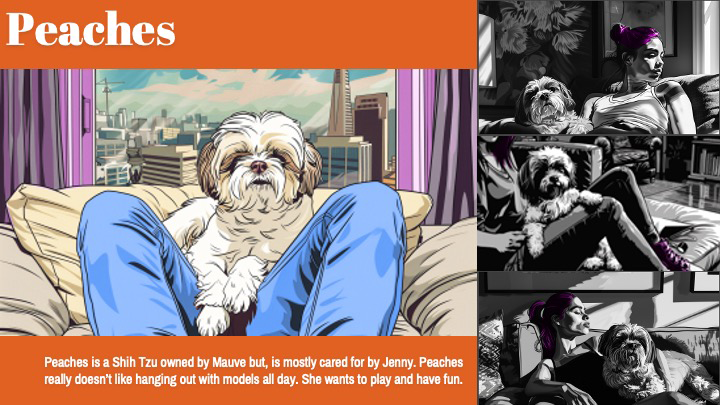 Peaches
Peaches is a Shih Tzu owned by Mauve but, is mostly cared for by Jenny. Peaches
really doesn't like hanging out with models all day. She wants to play and have fun.